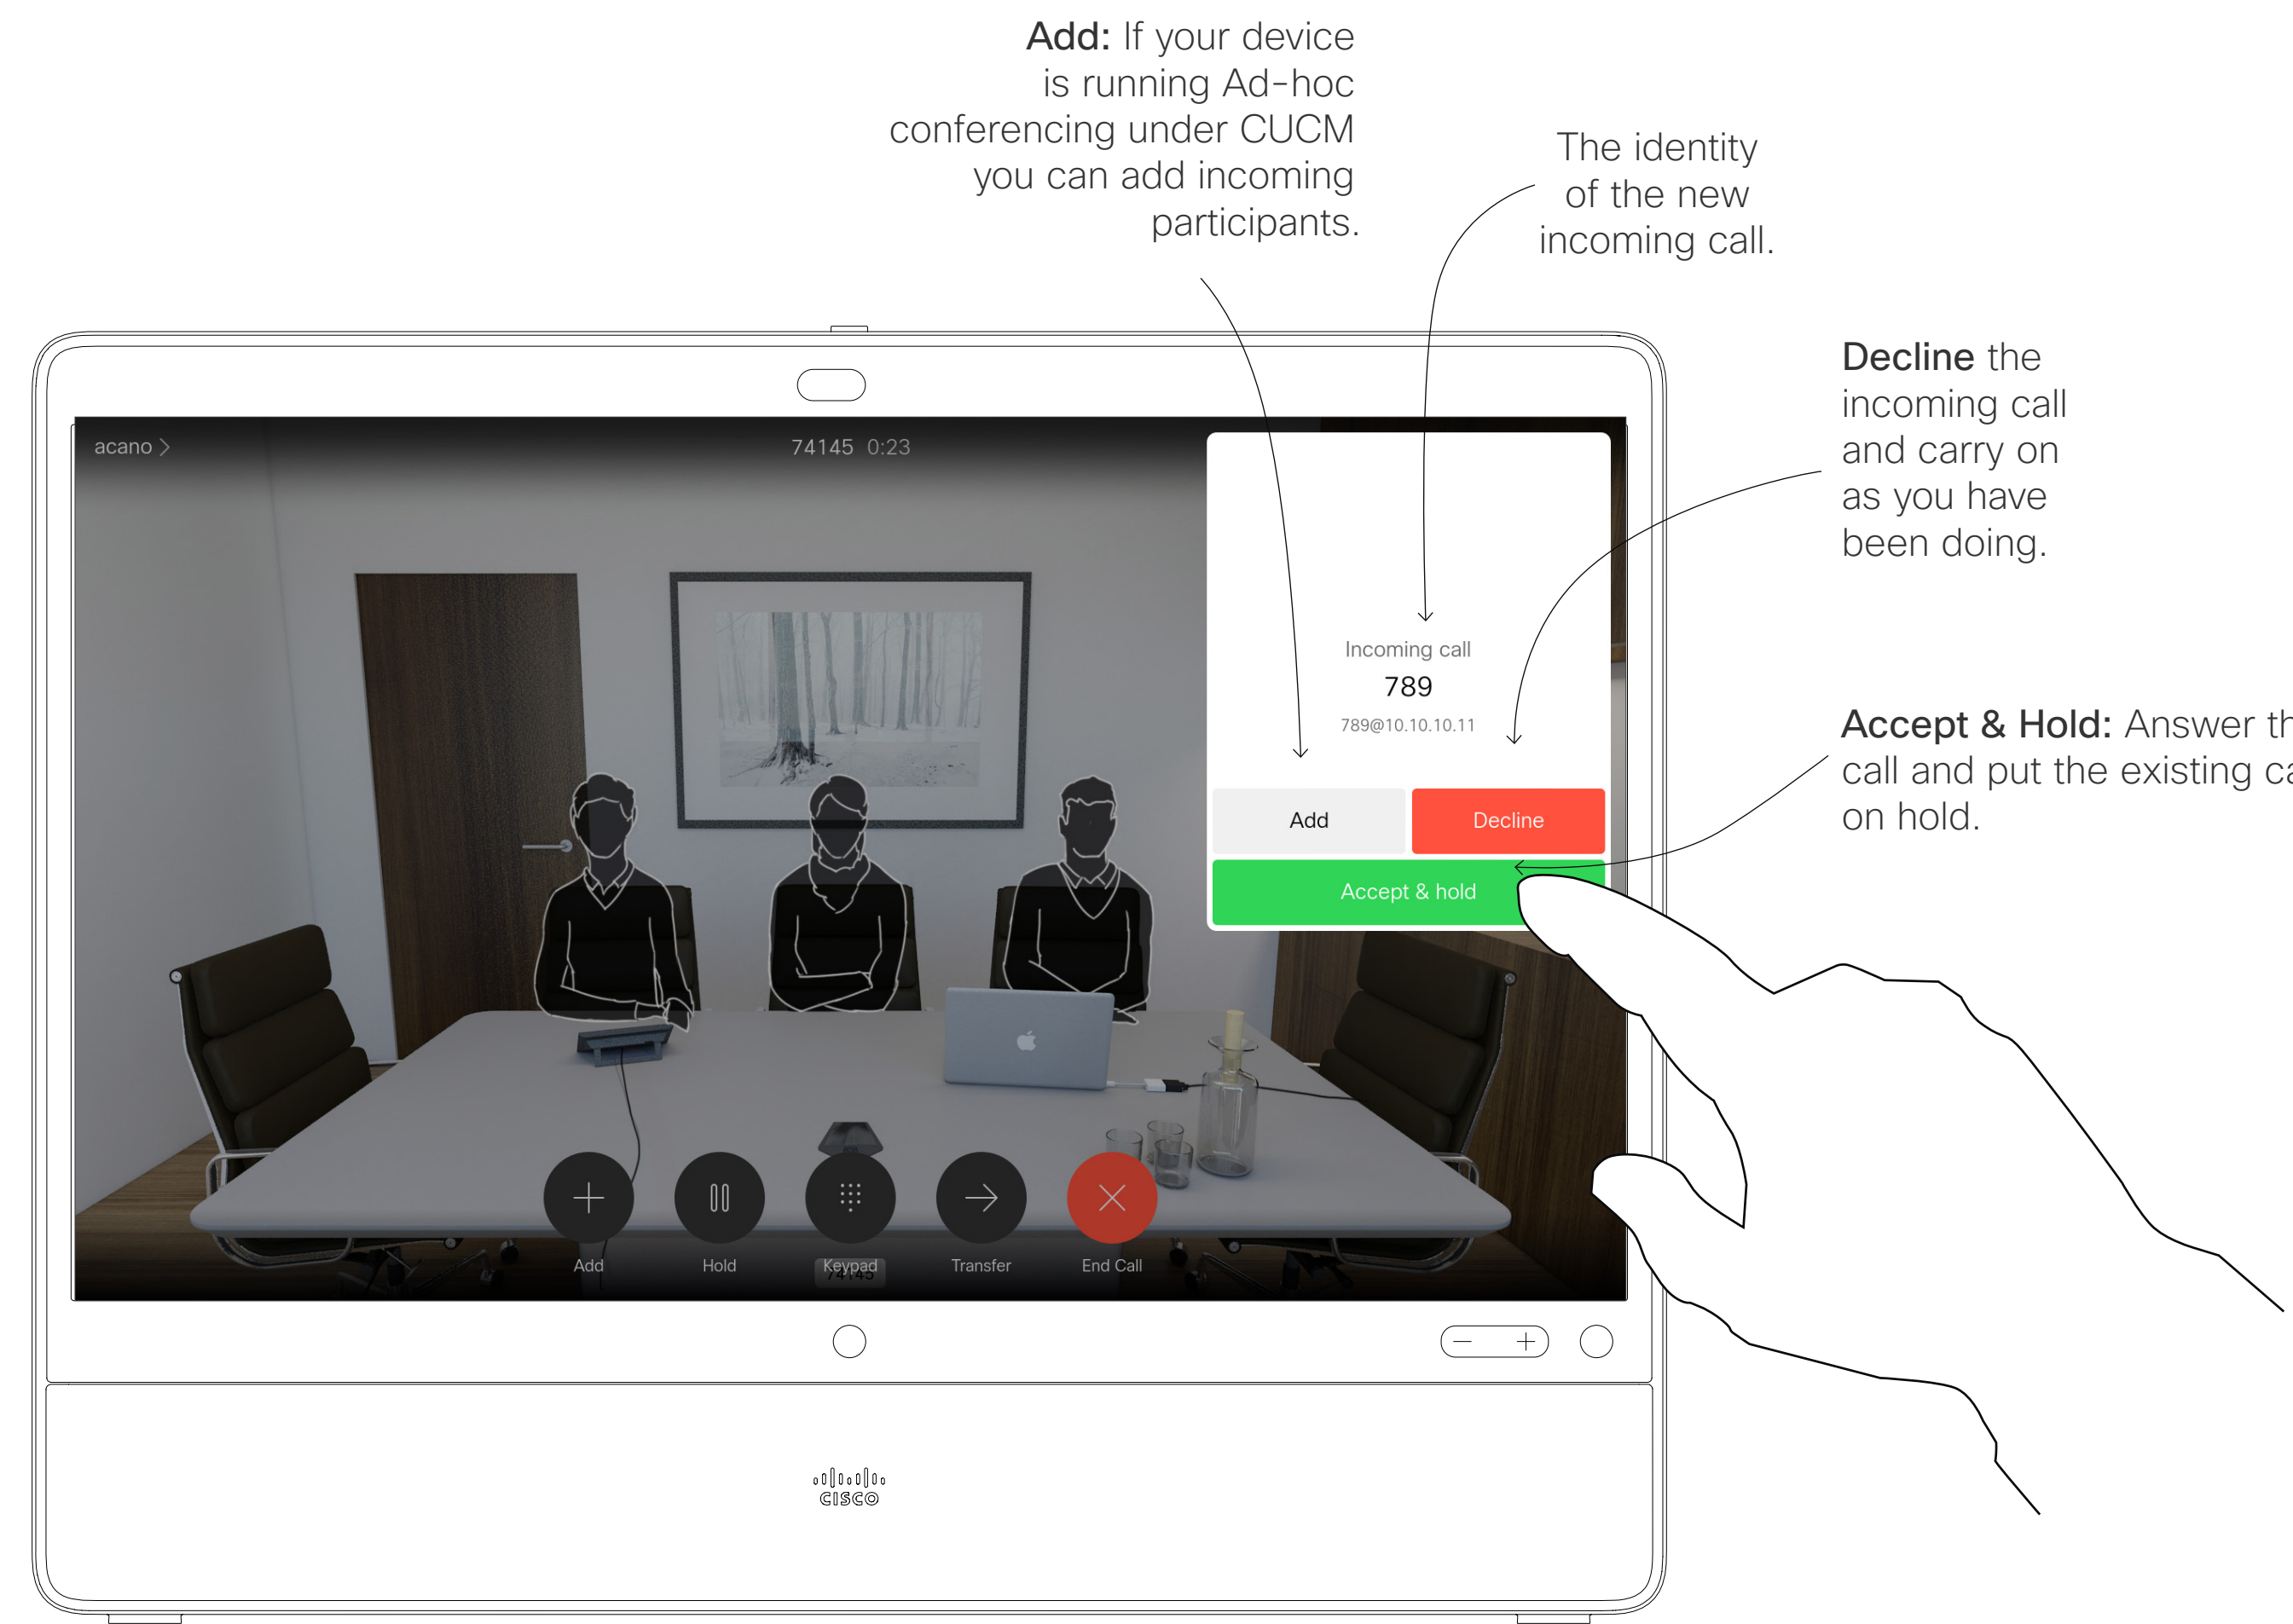 Add: If your device
is running Ad-hoc
conferencing under CUCM
you can add incoming
participants.
The identity
of the new
incoming call.
Decline the
incoming call
and carry on
as you have
been doing.
Accept & Hold: Answer
call and put the existing
on hold.
acano
74145 0:23
Incoming call
789
789@10.10.10.11
Add
Decline
Accept & hold
Add
Hold
Keypad
Transfer
End Call
74145
CISCO